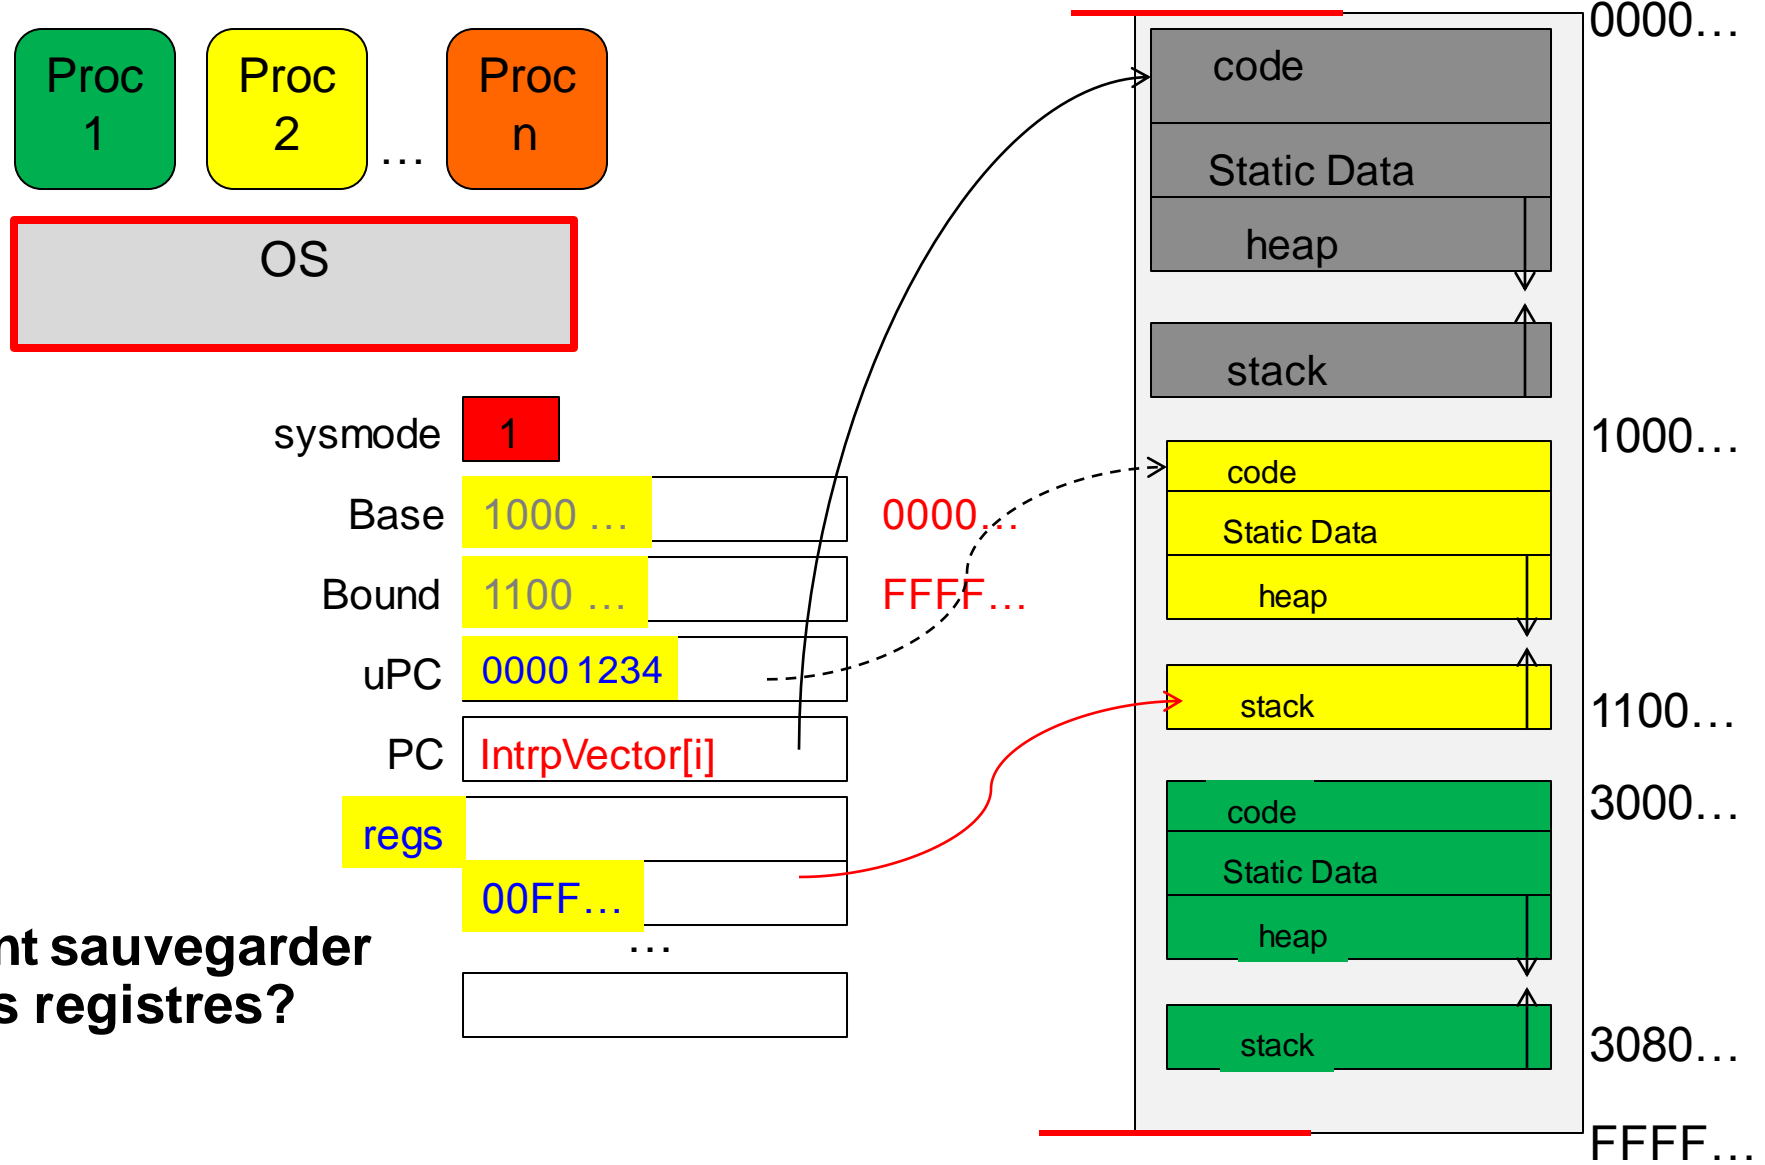 Proc
1
Proc
2
…
Proc
n
OS
sysmode 1
Base 1000 … 0000…
Bound 1100 … FFFF…
uPC 0000 1234
PC IntrpVector[i]
regs
00FF…
…
nt sauvegarder
s registres?
0000…
code
Static Data
heap
stack
1000…
code
Static Data
heap
stack
1100…
3000…
code
Static Data
heap
stack
3080…
FFFF…